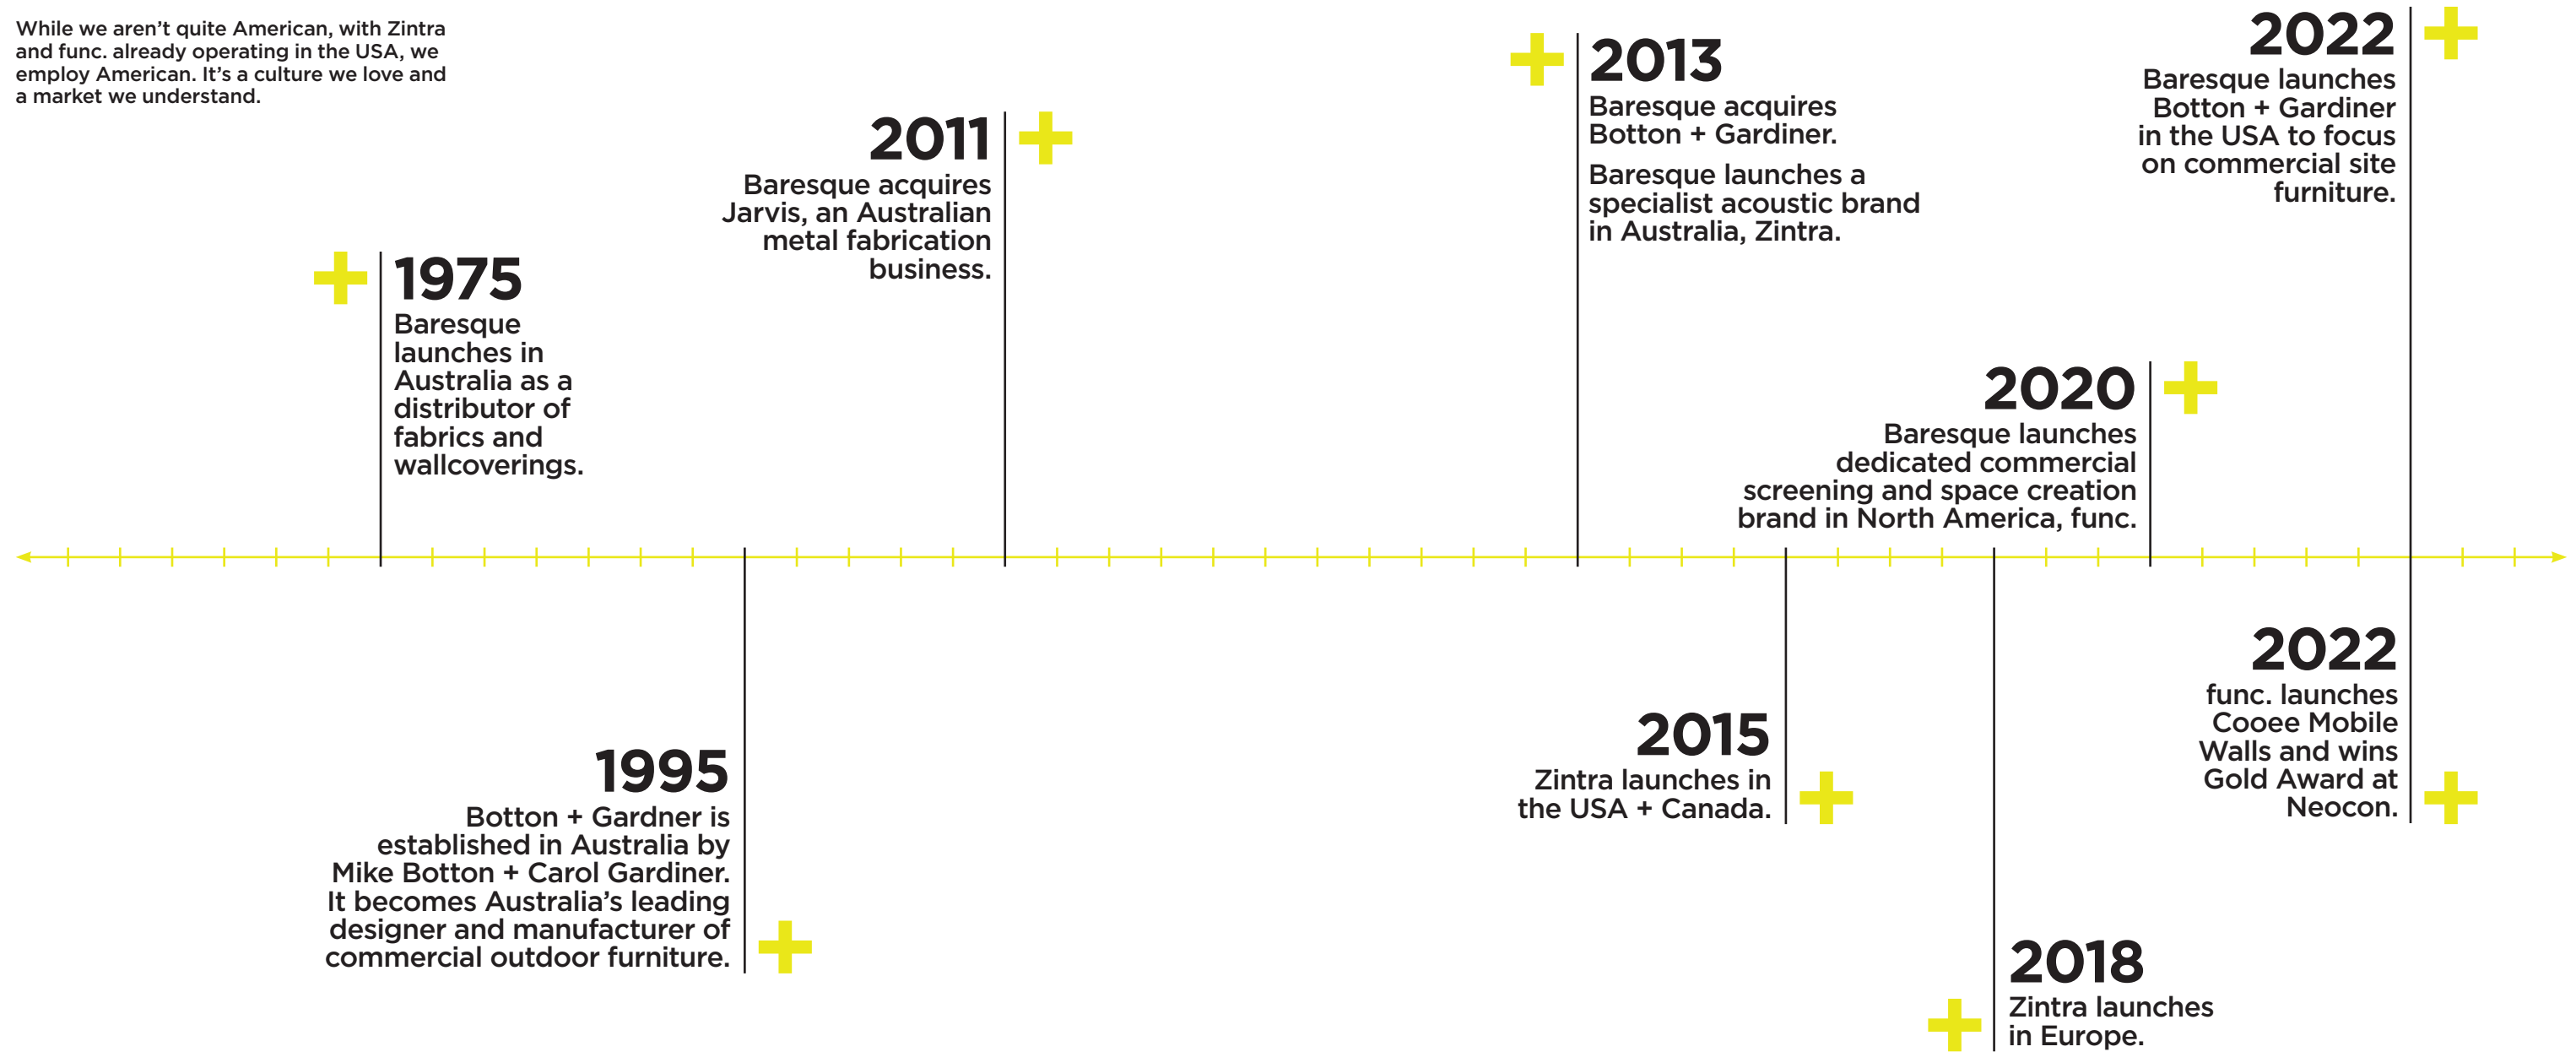 While we aren’t quite American, with Zintra
and func. already operating in the USA, we
employ American. It’s a culture we love and
a market we understand.
1975
Baresque
launches in
Australia as a
distributor of
fabrics and
wallcoverings.
1995
Botton + Gardner is
established in Australia by
Mike Botton + Carol Gardiner.
It becomes Australia’s leading
designer and manufacturer of
commercial outdoor furniture.
2011
Baresque acquires
Jarvis, an Australian
metal fabrication
business.
2013
Baresque acquires
Botton + Gardiner.
Baresque launches a
specialist acoustic brand
in Australia, Zintra.
2015
Zintra launches in
the USA + Canada.
2018
Zintra launches
in Europe.
2020
Baresque launches
dedicated commercial
screening and space creation
brand in North America, func.
2022
Baresque launches
Botton + Gardiner
in the USA to focus
on commercial site
furniture.
2022
func. launches
Cooee Mobile
Walls and wins
Gold Award at
Neocon.